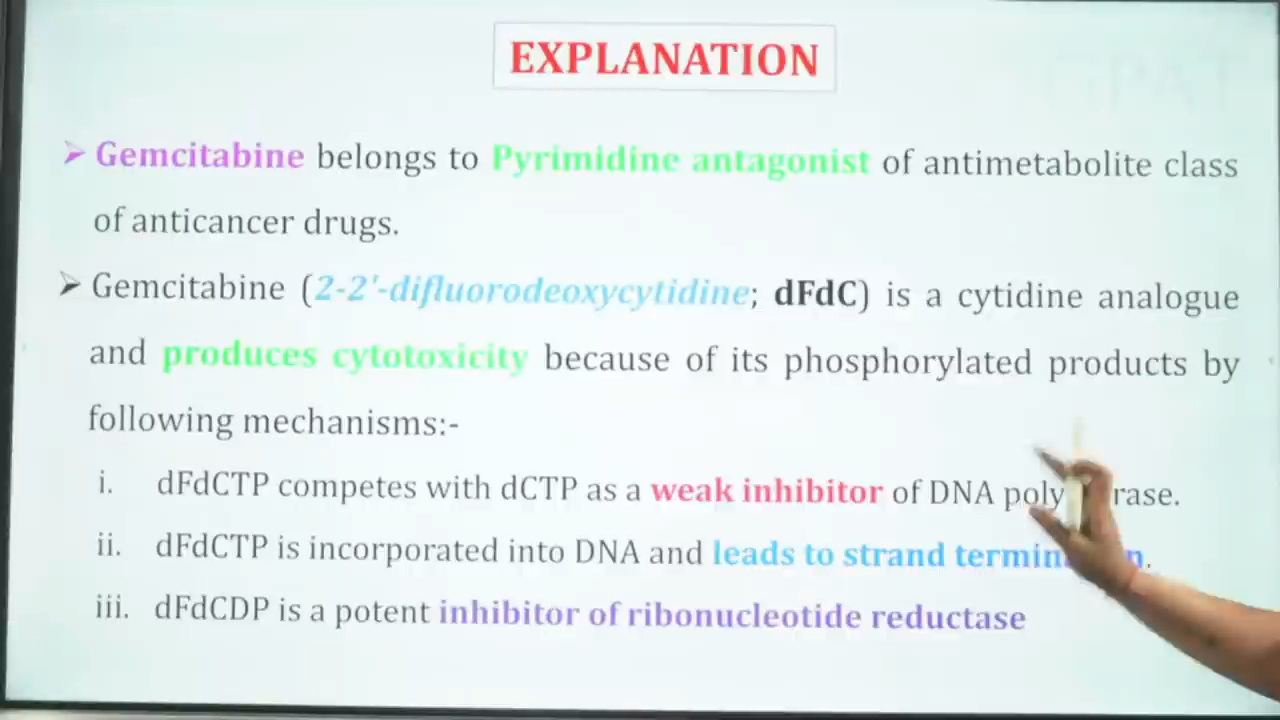 EXPLANATION
GPAT
➢ Gemcitabine belongs to Pyrimidine antagonist of antimetabolite class
of anticancer drugs.
➢ Gemcitabine (2-2'-difluorodeoxycytidine; dFdC) is a cytidine analogue
and produces cytotoxicity because of its phosphorylated products by
following mechanisms:-
i. dFdCTP competes with dCTP as a weak inhibitor of DNA
ii. dFdCTP is incorporated into DNA and leads to strand
iii. dFdCDP is a potent inhibitor of ribonucleotide reductase